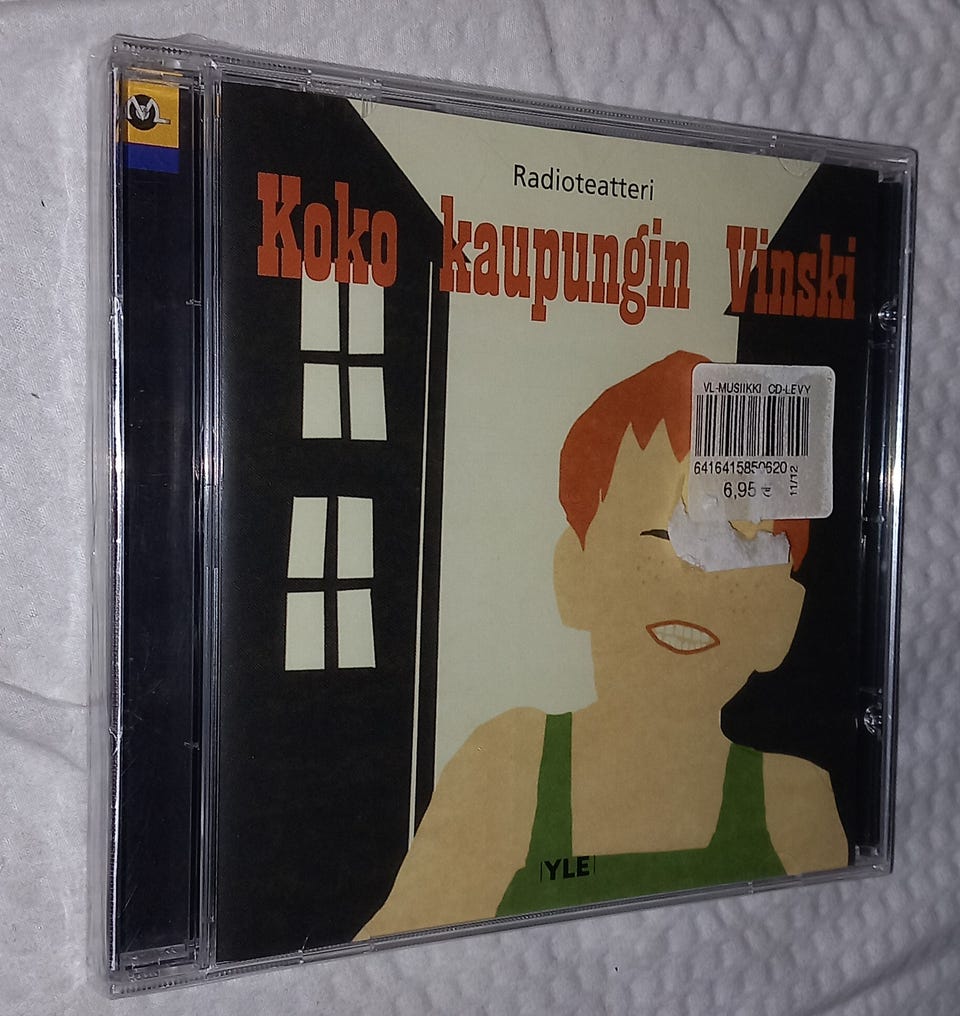 Radioteatteri
Koko kaupungin Vinski
VL-MUSIIKKI CD-LEVY
6416415850620
6,95 €
11/12
YLE